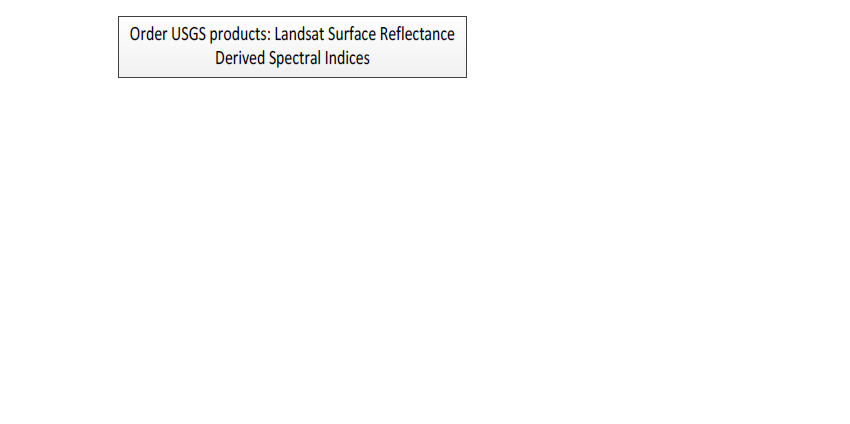 Order USGS products: Landsat Surface Reflectance
Derived Spectral Indices